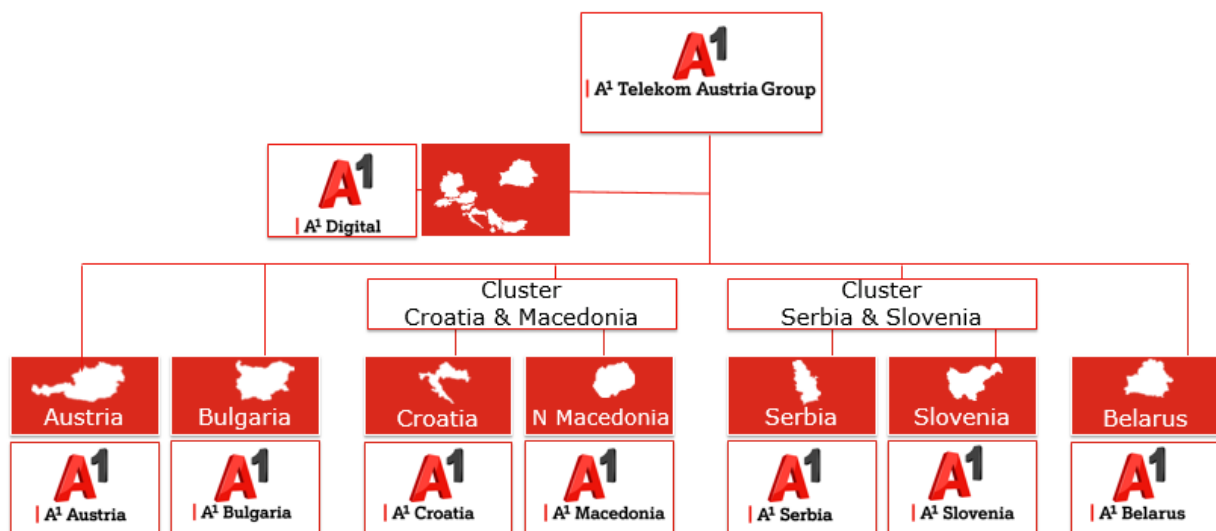 A1
A¹ Telekom Austria Group
A1
A¹ Digital
Cluster
Croatia & Macedonia
Cluster
Serbia & Slovenia
Austria
Bulgaria
Croatia
N Macedonia
Serbia
Slovenia
Belarus
A1
A¹ Austria
A1
A¹ Bulgaria
A1
A¹ Croatia
A1
A¹ Macedonia
A1
A¹ Serbia
A1
A¹ Slovenia
A1
A¹ Belarus